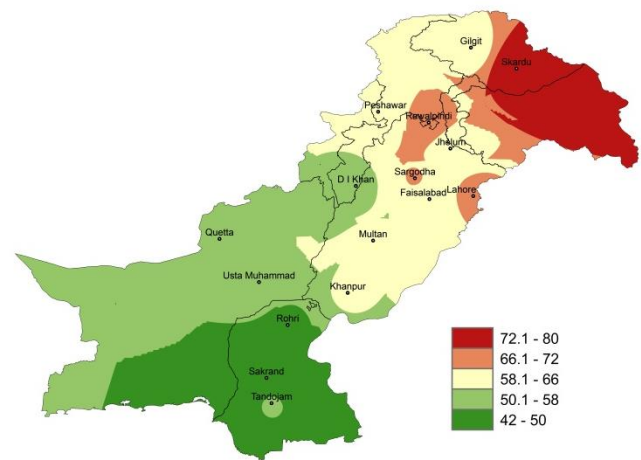 Gilgit
Skardu
Peshawar
Rawalpindi
Jhelum
Sargodha
D I Khan
Faisalabad
Lahore
Quetta
Multan
Usta Muhammad
Khanpur
Rohri
Sakrand
Tandojam
72.1 - 80
66.1 - 72
58.1 - 66
50.1 - 58
42 - 50